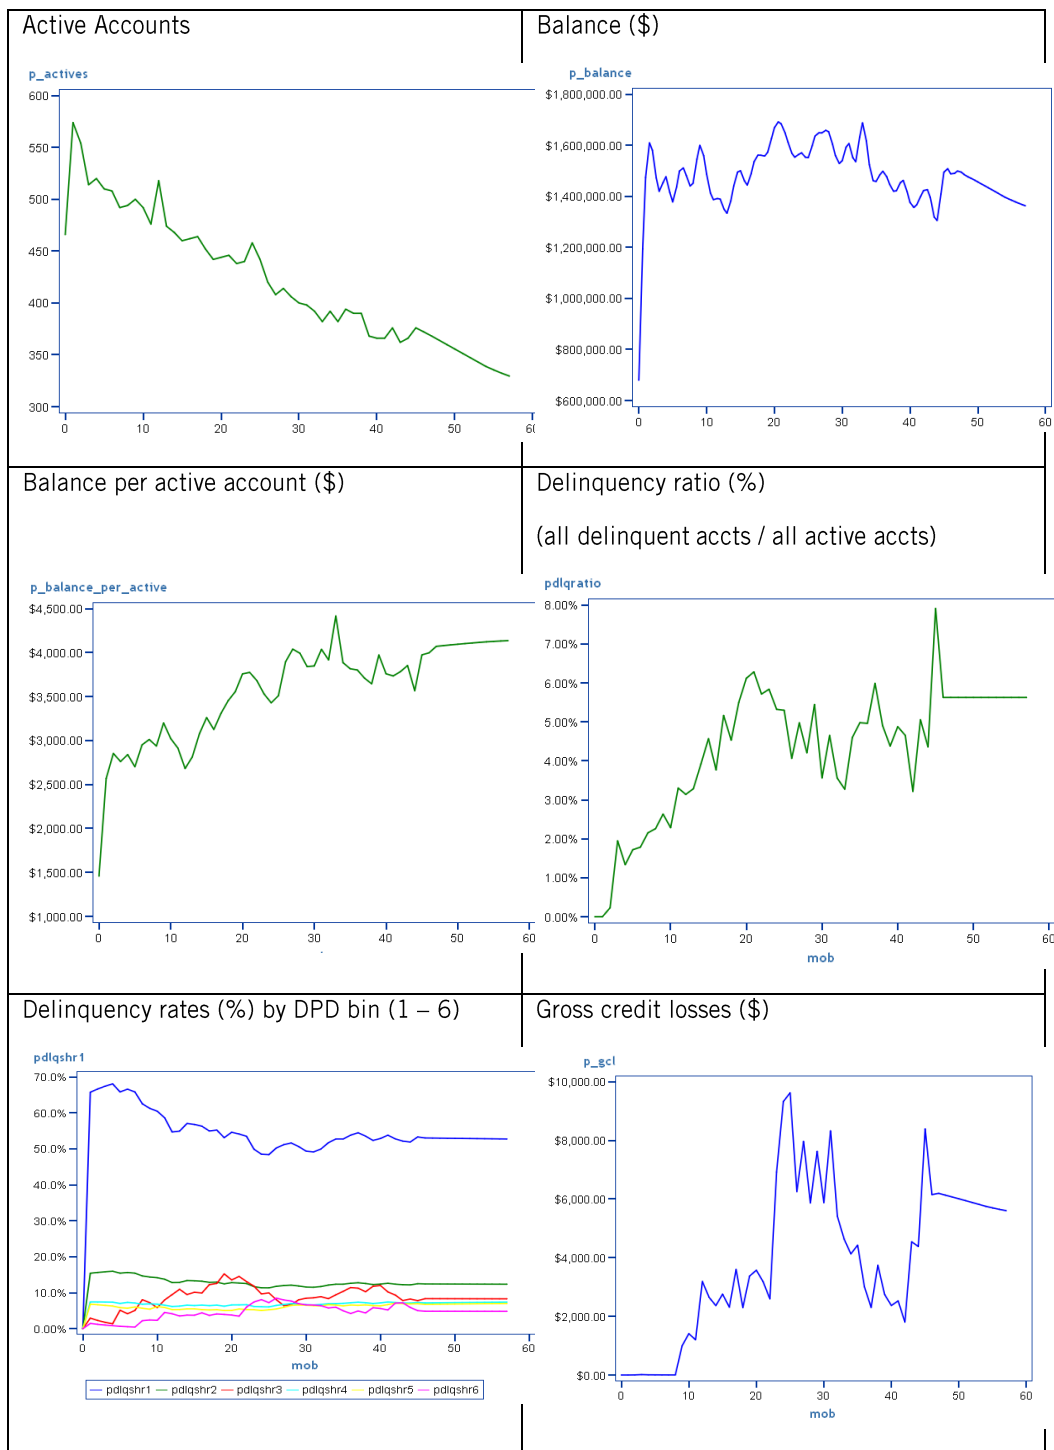 Active Accounts
p_actives
600
550
500
450
400
350
300
0 10 20 30 40 50 60
Balance ($)
p_balance
$1,800,000.00
$1,600,000.00
$1,400,000.00
$1,200,000.00
$1,000,000.00
$800,000.00
$600,000.00
0 10 20 30 40 50 60
Balance per active account ($)
p_balance_per_active
$4,500.00
$4,000.00
$3,500.00
$3,000.00
$2,500.00
$2,000.00
$1,500.00
$1,000.00
0 10 20 30 40 50 60
Delinquency ratio (%)
(all delinquent accts / all active accts)
pdlqratio
8.00%
7.00%
6.00%
5.00%
4.00%
3.00%
2.00%
1.00%
0.00%
0 10 20 30 40 50 60
mob
Delinquency rates (%) by DPD bin (1 – 6)
pdlqshr1
70.0%
60.0%
50.0%
40.0%
30.0%
20.0%
10.0%
0.00%
0 10 20 30 40 50 60
mob
pdlqshr1 pdlqshr2 pdlqshr3 pdlqshr4 pdlqshr5 pdlqshr6
Gross credit losses ($)
p_gcl
$10,000.00
$8,000.00
$6,000.00
$4,000.00
$2,000.00
$0.00
0 10 20 30 40 50 60
mob